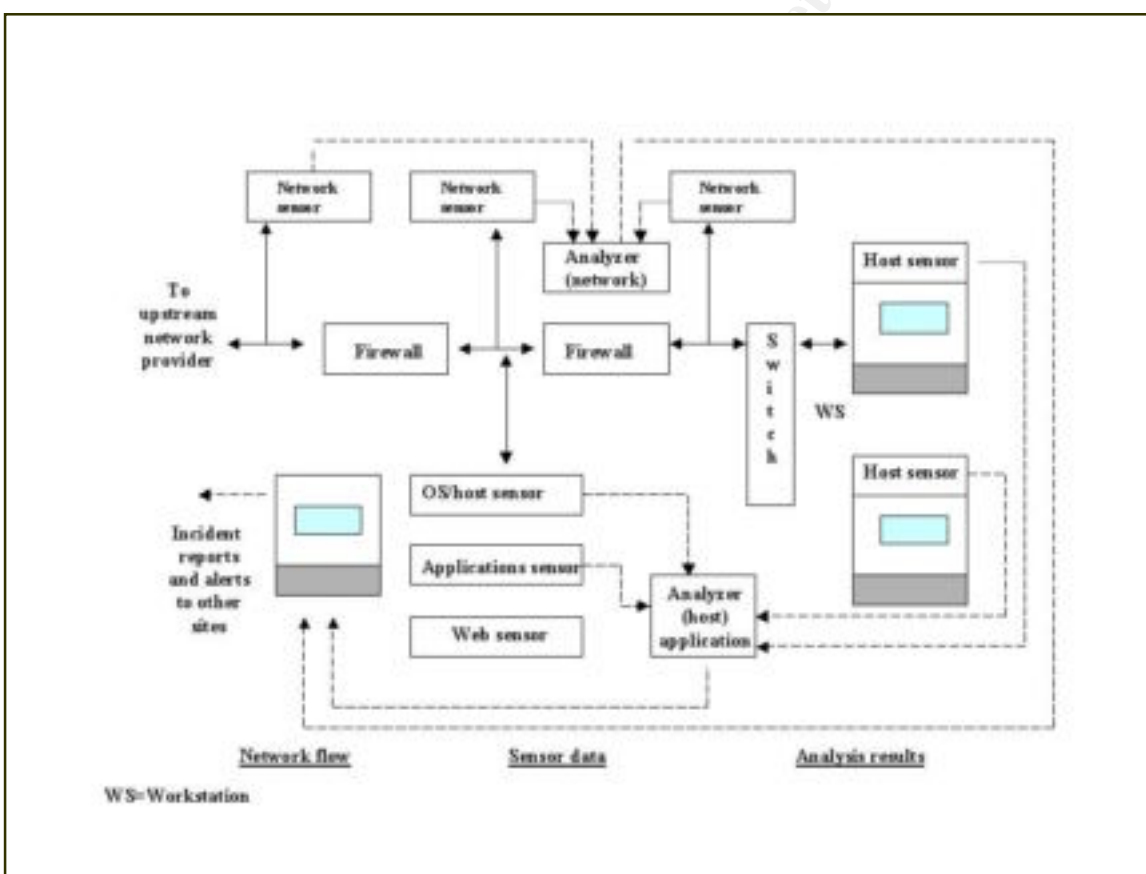 Network
sensor
Network
sensor
Network
sensor
Analyzer
(network)
Host sensor
To
upstream
network
provider
Firewall
Firewall
S
w
i
t
c
h
WS
Host sensor
OS/host sensor
Incident
reports
and alerts
to other
sites
Applications sensor
Analyzer
(host)
application
Web sensor
Network flow
Sensor data
Analysis results
WS=Workstation